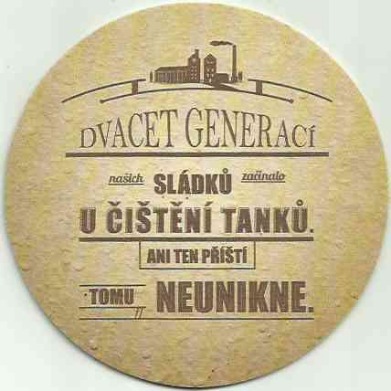 DVACET GENERACí
našich SLÁDKŮ začínalo
U ČIŠTĚNÍ TANKŮ.
ANI TEN PŘÍŠTÍ
TOMU NEUNIKNE.